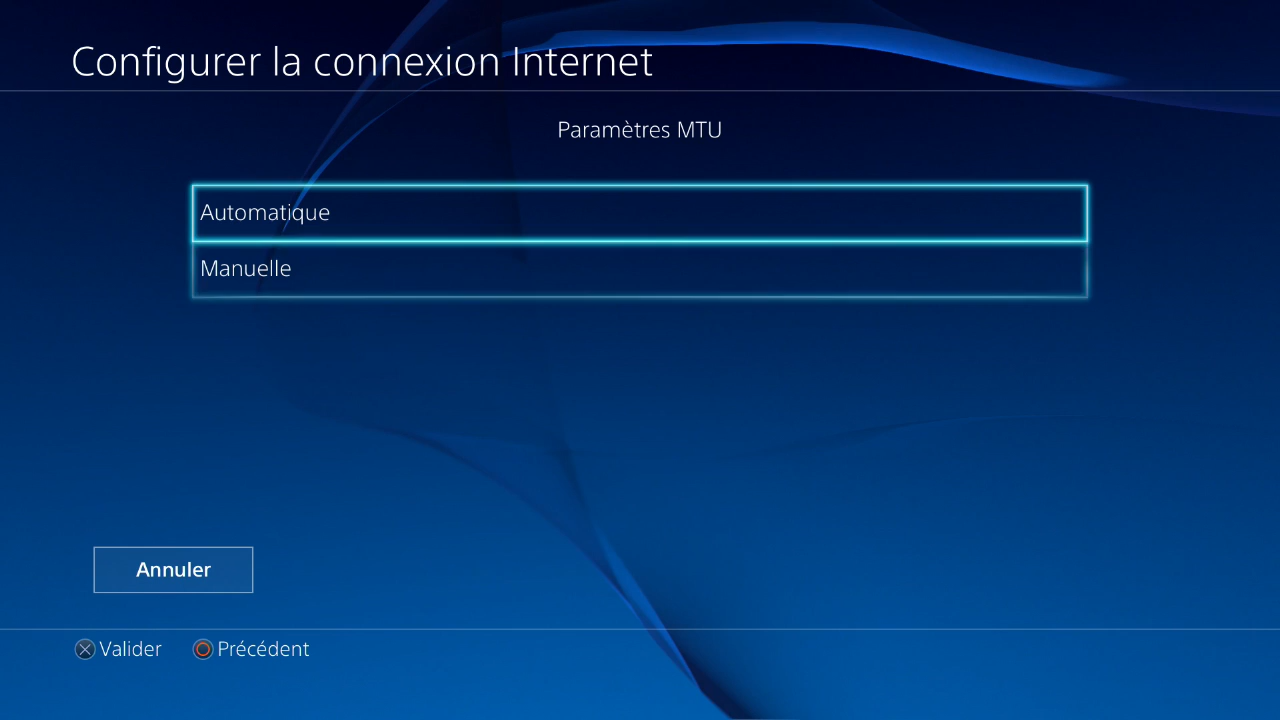 Configurer la connexion Internet
Paramètres MTU
Automatique
Manuelle
Annuler
Valider Précédent